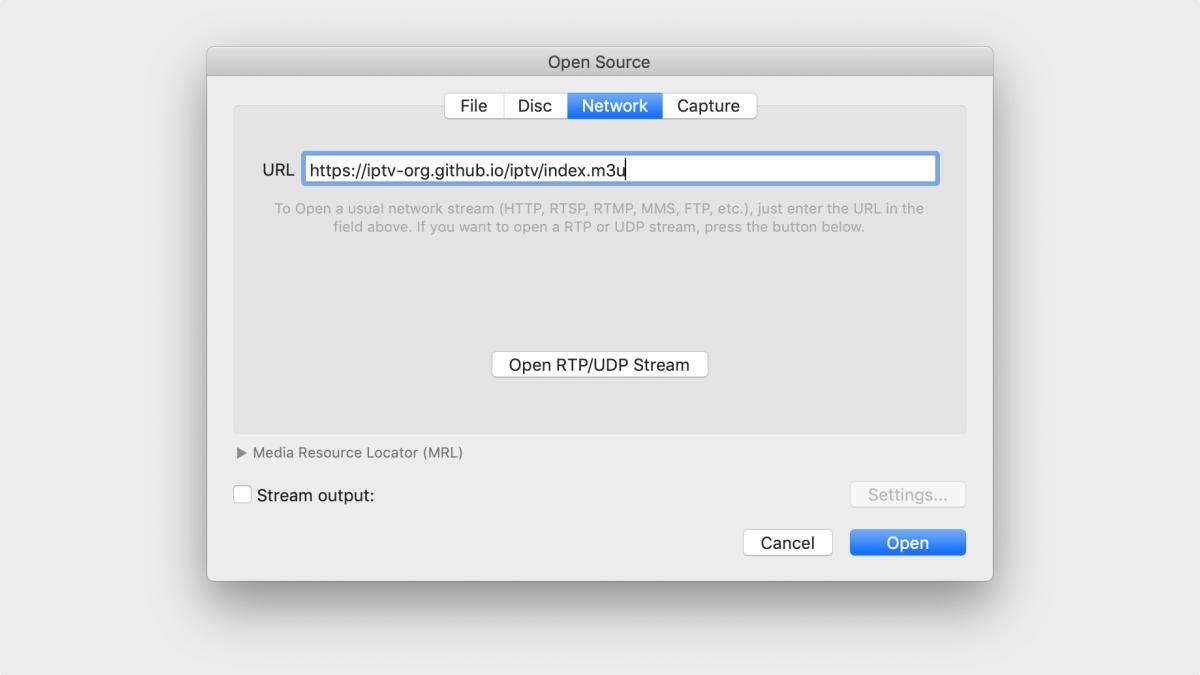 Open Source
File Disc Network Capture
URL https://iptv-org.github.io/iptv/index.m3u
To Open a usual network stream (HTTP, RTSP, RTMP, MMS, FTP, etc.), just enter the URL in the
field above. If you want to open a RTP or UDP stream, press the button below.
Open RTP/UDP Stream
Media Resource Locator (MRL)
Stream output: Settings...
Cancel Open